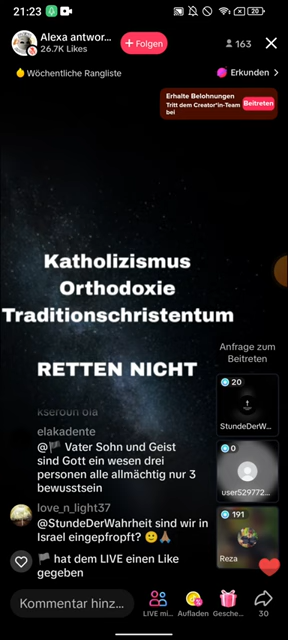 21:23
20
Alexa antwor...
26.7K Likes
+ Folgen
163
Wöchentliche Rangliste
Erkunden >
Erhalte Belohnungen
Tritt dem Creator*in-Team
bei
Beitreten
Katholizismus
Orthodoxie
Traditionschristentum
RETTEN NICHT
Anfrage zum
Beitreten
20
StundeDerW...
0
user529772...
191
Reza
elakadente
@🏴 Vater Sohn und Geist
sind Gott ein wesen drei
personen alle allmächtig nur 3
bewusstsein
love_n_light37
@StundeDerWahrheit sind wir in
Israel eingepfropft? 🙂🙏🏽
🏴 hat dem LIVE einen Like
gegeben
Kommentar hinz...
LIVE mi...
Aufladen
Gesche...
30